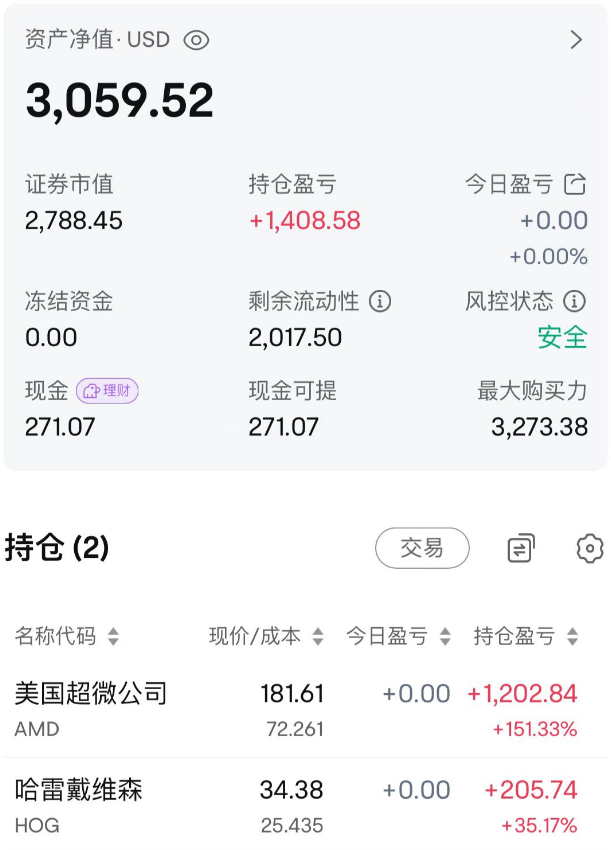 资产净值·USD
3,059.52
证券市值 持仓盈亏 今日盈亏
2,788.45 +1,408.58 +0.00
+0.00%
冻结资金 剩余流动性 风控状态
0.00 2,017.50 安全
现金 理财 现金可提 最大购买力
271.07 271.07 3,273.38
持仓 (2) 交易
名称代码 现价/成本 今日盈亏 持仓盈亏
美国超微公司 181.61 +0.00 +1,202.84
AMD 72.261 +151.33%
哈雷戴维森 34.38 +0.00 +205.74
HOG 25.435 +35.17%